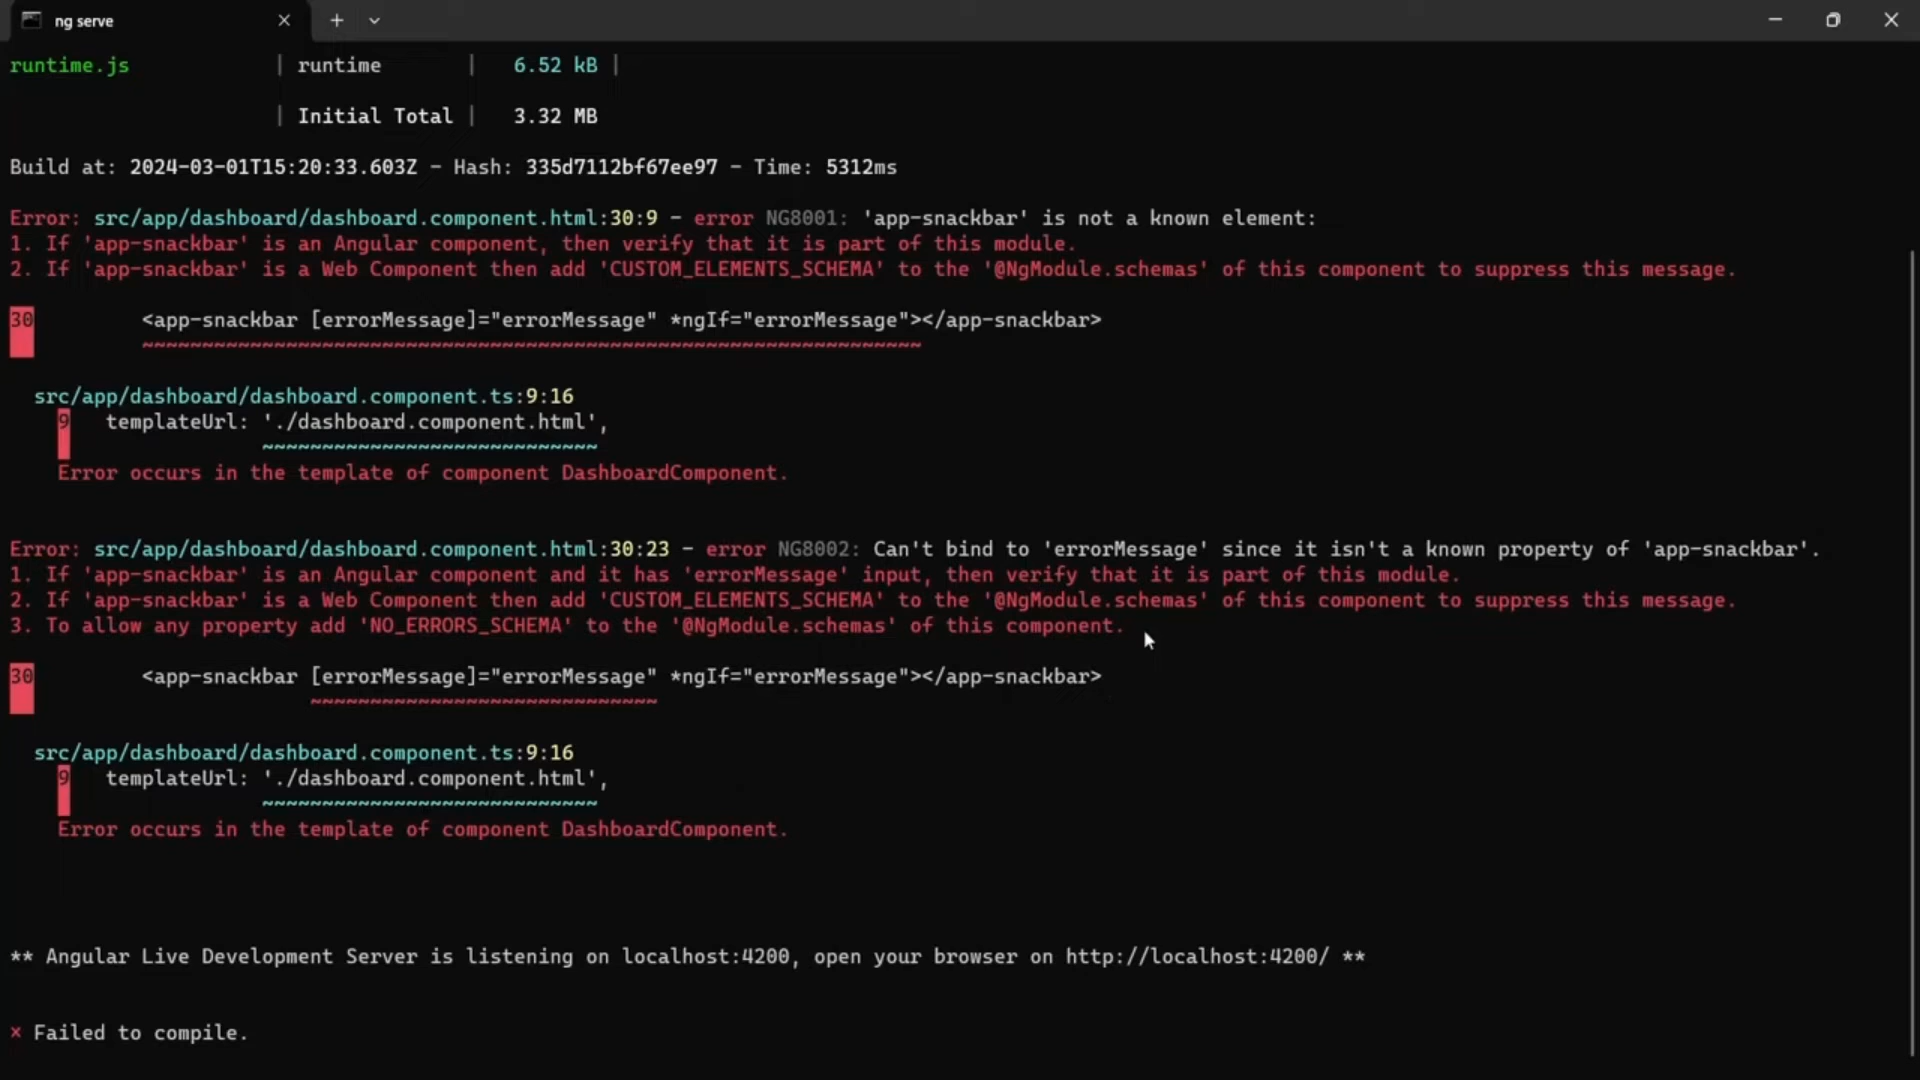 ng serve
runtime.js | runtime | 6.52 kB |
| Initial Total | 3.32 MB
Build at: 2024-03-01T15:20:33.603Z - Hash: 335d7112bf67ee97 - Time: 5312ms
Error: src/app/dashboard/dashboard.component.html:30:9 - error NG8001: 'app-snackbar' is not a known element:
1. If 'app-snackbar' is an Angular component, then verify that it is part of this module.
2. If 'app-snackbar' is a Web Component then add 'CUSTOM_ELEMENTS_SCHEMA' to the '@NgModule.schemas' of this component to suppress this message.
30 <app-snackbar [errorMessage]="errorMessage" *ngIf="errorMessage"></app-snackbar>
~~~~~~~~~~~~~~~~~~~~~~~~~~~~~~~~~~~~~~~~~~~~~~~~~~~~~~~~~~~~~~~~~
src/app/dashboard/dashboard.component.ts:9:16
9 templateUrl: './dashboard.component.html',
~~~~~~~~~~~~~~~~~~~~~~~~~~~~
Error occurs in the template of component DashboardComponent.
Error: src/app/dashboard/dashboard.component.html:30:23 - error NG8002: Can't bind to 'errorMessage' since it isn't a known property of 'app-snackbar'.
1. If 'app-snackbar' is an Angular component and it has 'errorMessage' input, then verify that it is part of this module.
2. If 'app-snackbar' is a Web Component then add 'CUSTOM_ELEMENTS_SCHEMA' to the '@NgModule.schemas' of this component to suppress this message.
3. To allow any property add 'NO_ERRORS_SCHEMA' to the '@NgModule.schemas' of this component.
30 <app-snackbar [errorMessage]="errorMessage" *ngIf="errorMessage"></app-snackbar>
~~~~~~~~~~~~~~~~~~~~~~~~~~~~~
src/app/dashboard/dashboard.component.ts:9:16
9 templateUrl: './dashboard.component.html',
~~~~~~~~~~~~~~~~~~~~~~~~~~~~
Error occurs in the template of component DashboardComponent.
** Angular Live Development Server is listening on localhost:4200, open your browser on http://localhost:4200/ **
× Failed to compile.